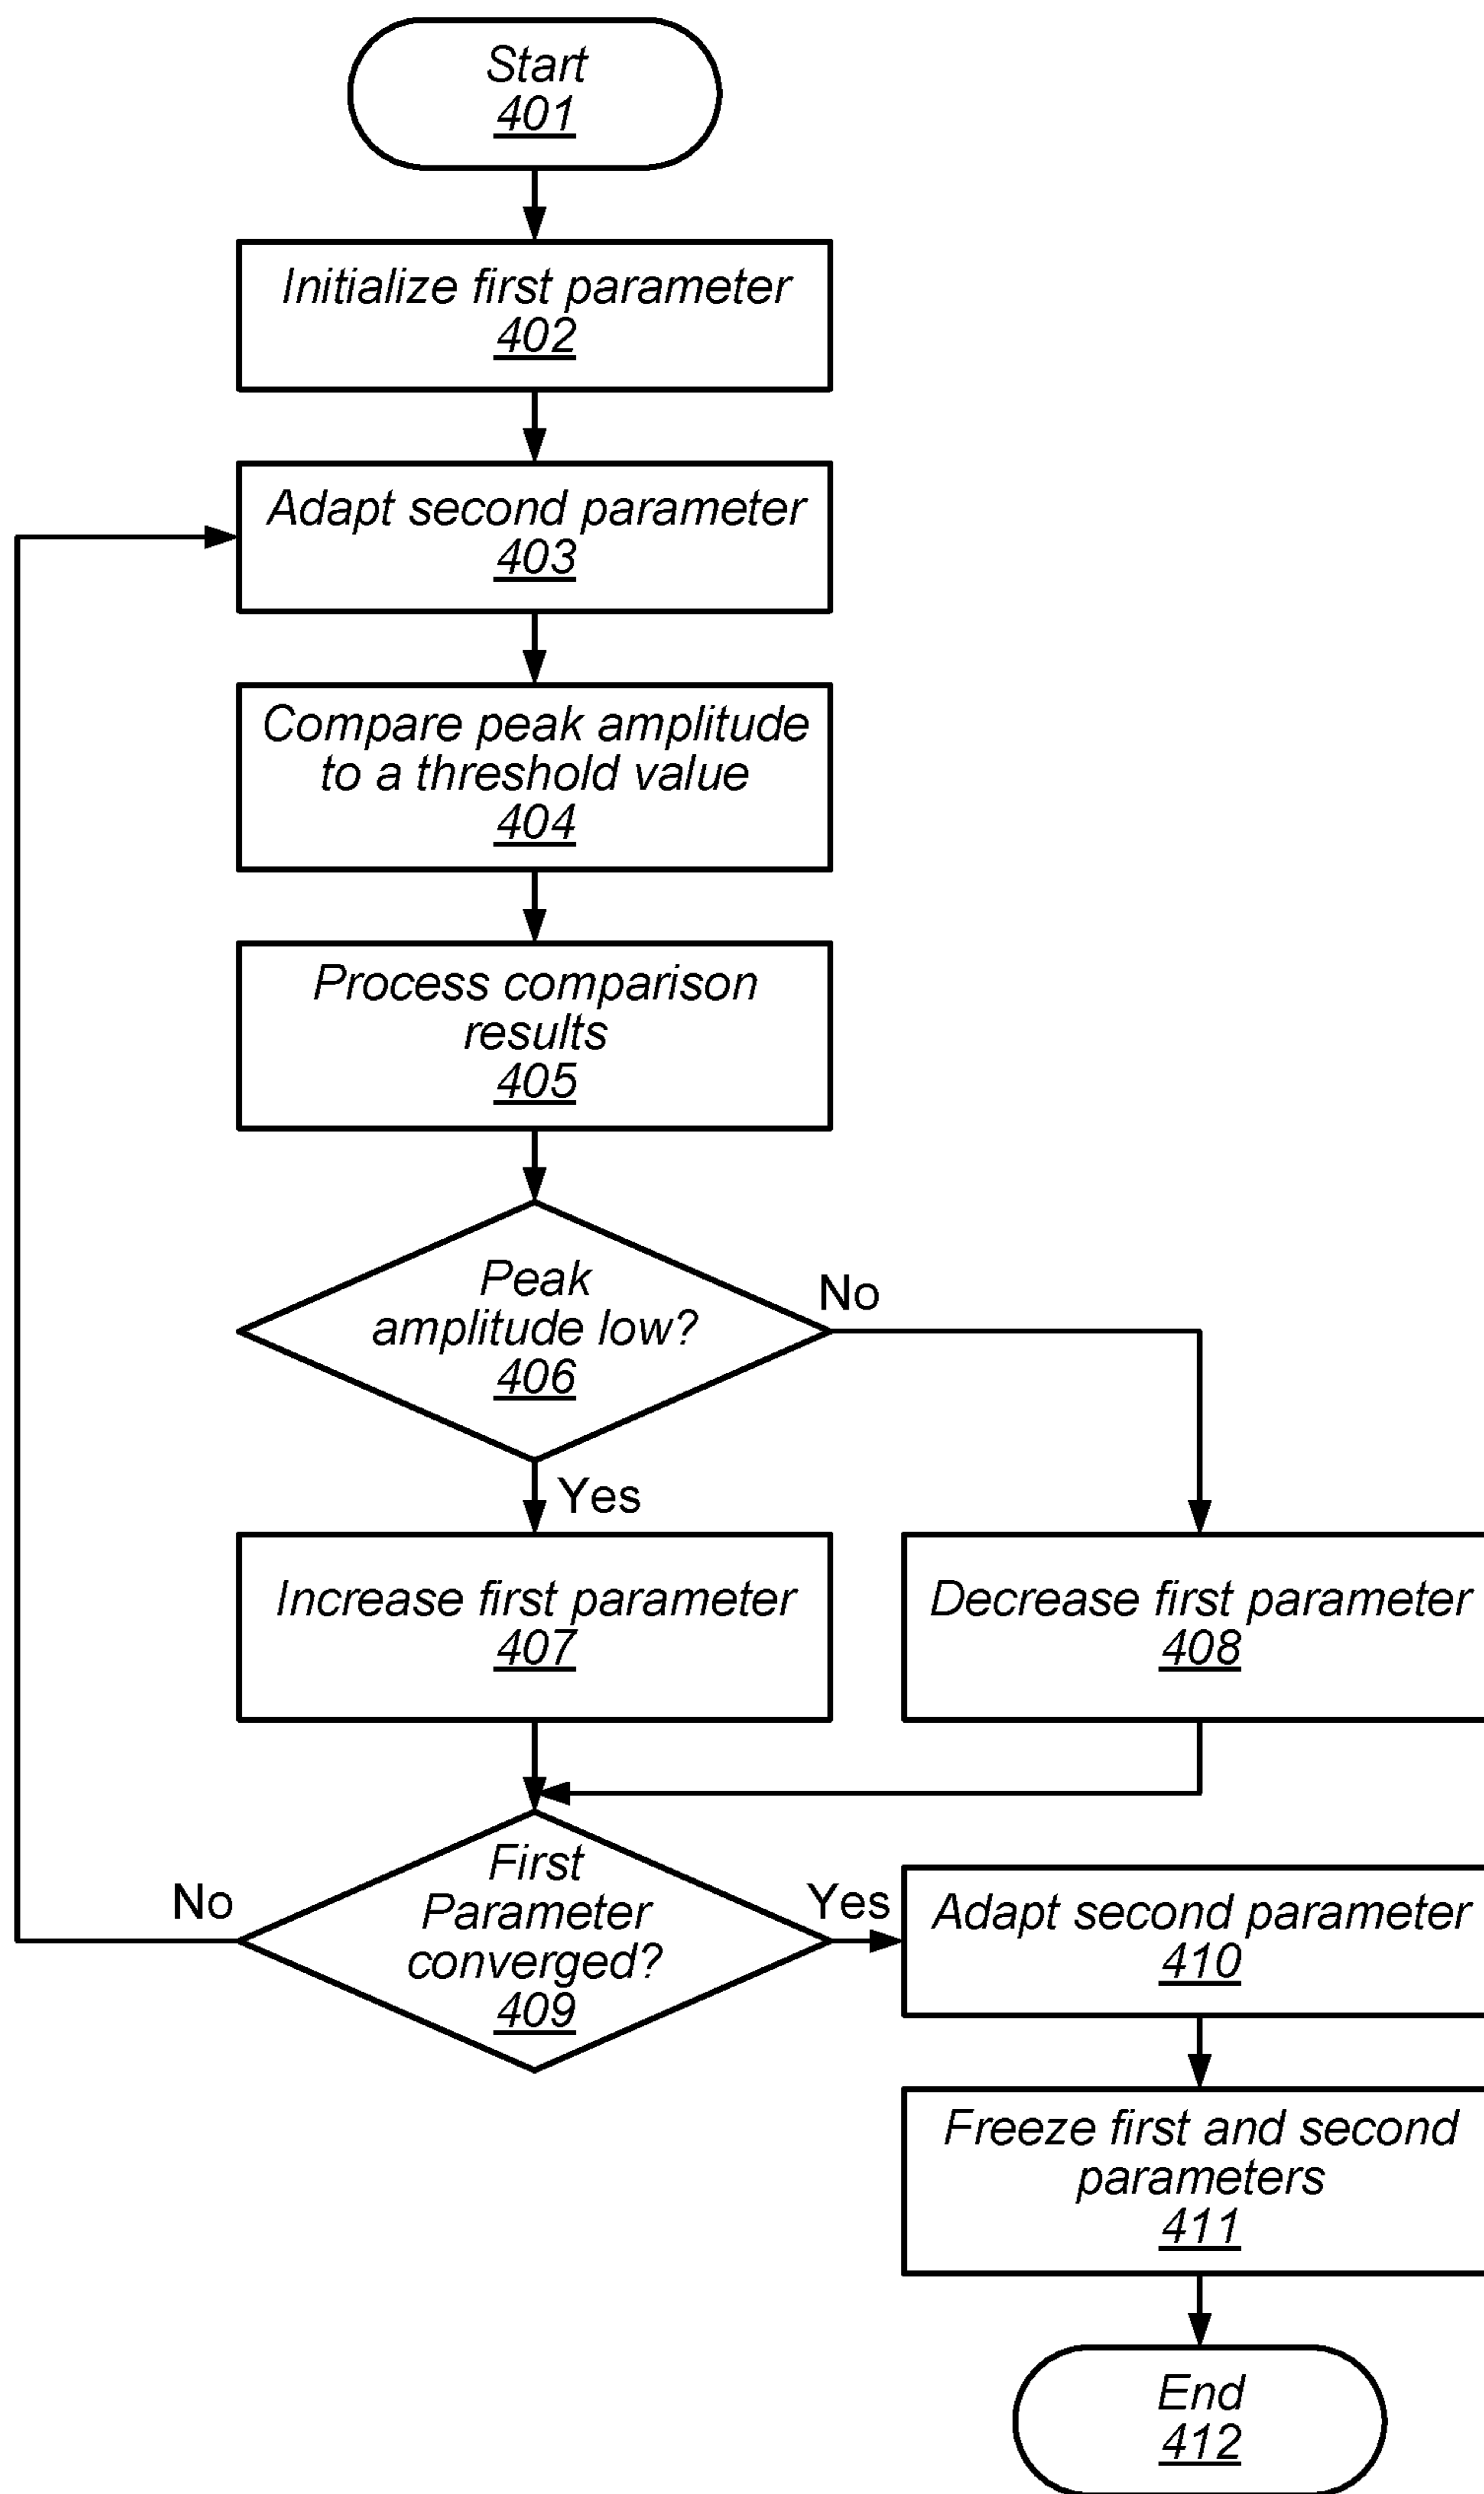 Start
401
Initialize first parameter
402
Adapt second parameter
403
Compare peak amplitude
to a threshold value
404
Process comparison
results
405
Peak
amplitude low?
406
No
Yes
Increase first parameter
407
Decrease first parameter
408
First
Parameter
converged?
409
No
Yes
Adapt second parameter
410
Freeze first and second
parameters
411
End
412